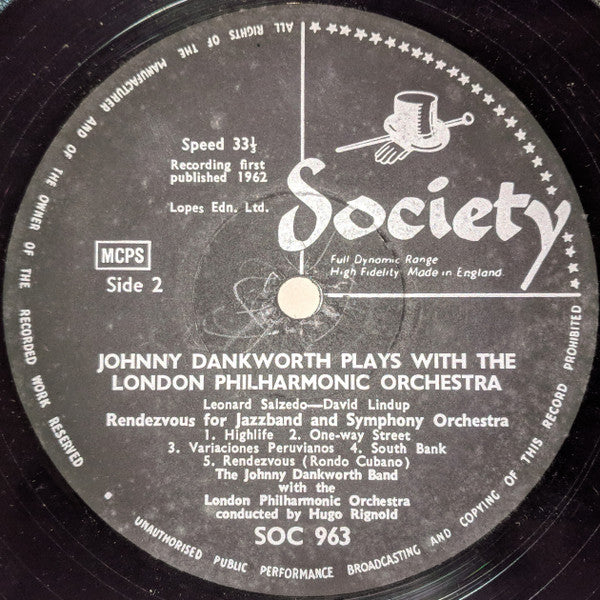 ALL RIGHTS OF THE MANUFACTURER AND OF THE OWNER OF THE RECORDED WORK RESERVED
Speed 33⅓
Recording first
published 1962
Lopes Edn. Ltd.
Society
Full Dynamic Range
High Fidelity Made in England
MCPS
Side 2
JOHNNY DANKWORTH PLAYS WITH THE
LONDON PHILHARMONIC ORCHESTRA
Leonard Salzedo—David Lindup
Rendezvous for Jazzband and Symphony Orchestra
1. Highlife 2. One-way Street
3. Variaciones Peruvianos 4. South Bank
5. Rendezvous (Rondo Cubano)
The Johnny Dankworth Band
with the
London Philharmonic Orchestra
conducted by Hugo Rignold
SOC 963
UNAUTHORISED PUBLIC PERFORMANCE BROADCASTING AND COPYING OF THIS RECORD PROHIBITED